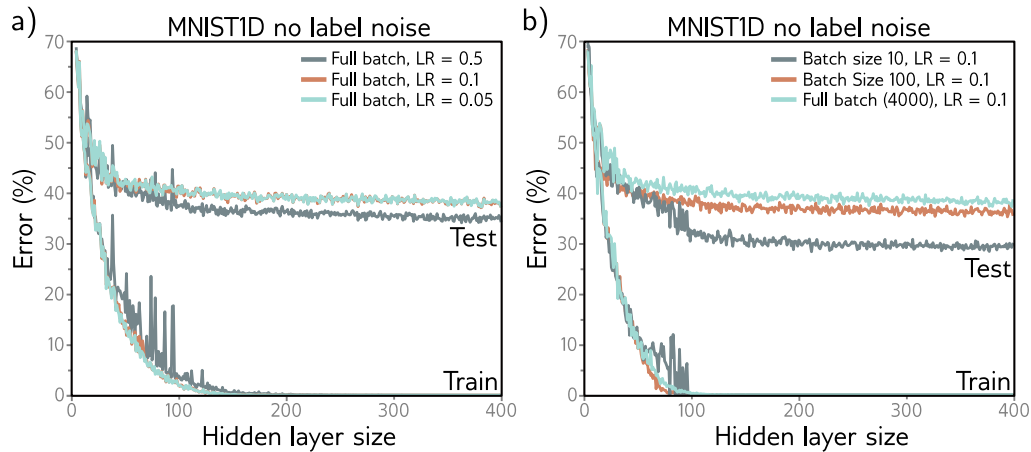 a)
MNIST1D no label noise
Full batch, LR = 0.5
Full batch, LR = 0.1
Full batch, LR = 0.05
70
60
50
40
30
20
10
0
Error (%)
Test
Train
0 100 200 300 400
Hidden layer size
b)
MNIST1D no label noise
Batch size 10, LR = 0.1
Batch Size 100, LR = 0.1
Full batch (4000), LR = 0.1
70
60
50
40
30
20
10
0
Error (%)
Test
Train
0 100 200 300 400
Hidden layer size